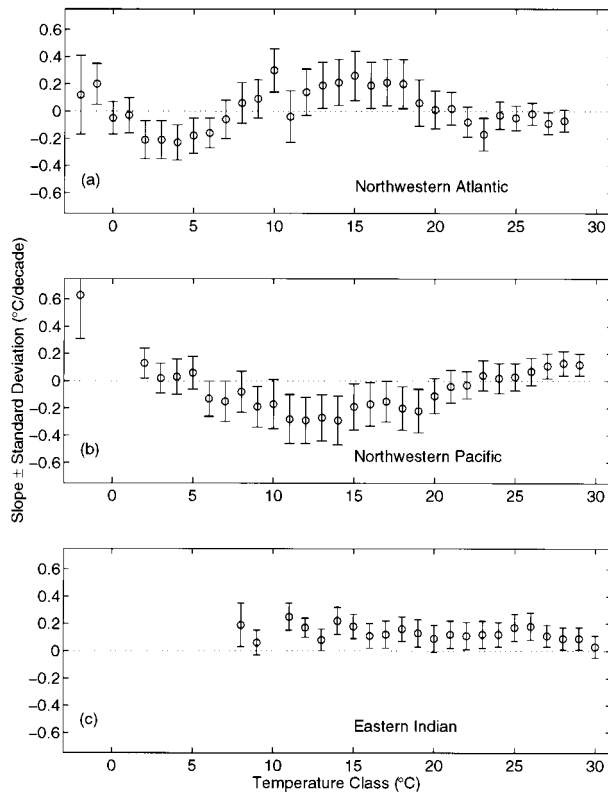 0.6
0.4
0.2
0
−0.2
−0.4
−0.6
(a)
Northwestern Atlantic
0 5 10 15 20 25 30
Slope ± Standard Deviation (°C/decade)
0.6
0.4
0.2
0
−0.2
−0.4
−0.6
(b)
Northwestern Pacific
0 5 10 15 20 25 30
0.6
0.4
0.2
0
−0.2
−0.4
−0.6
(c)
Eastern Indian
0 5 10 15 20 25 30
Temperature Class (°C)